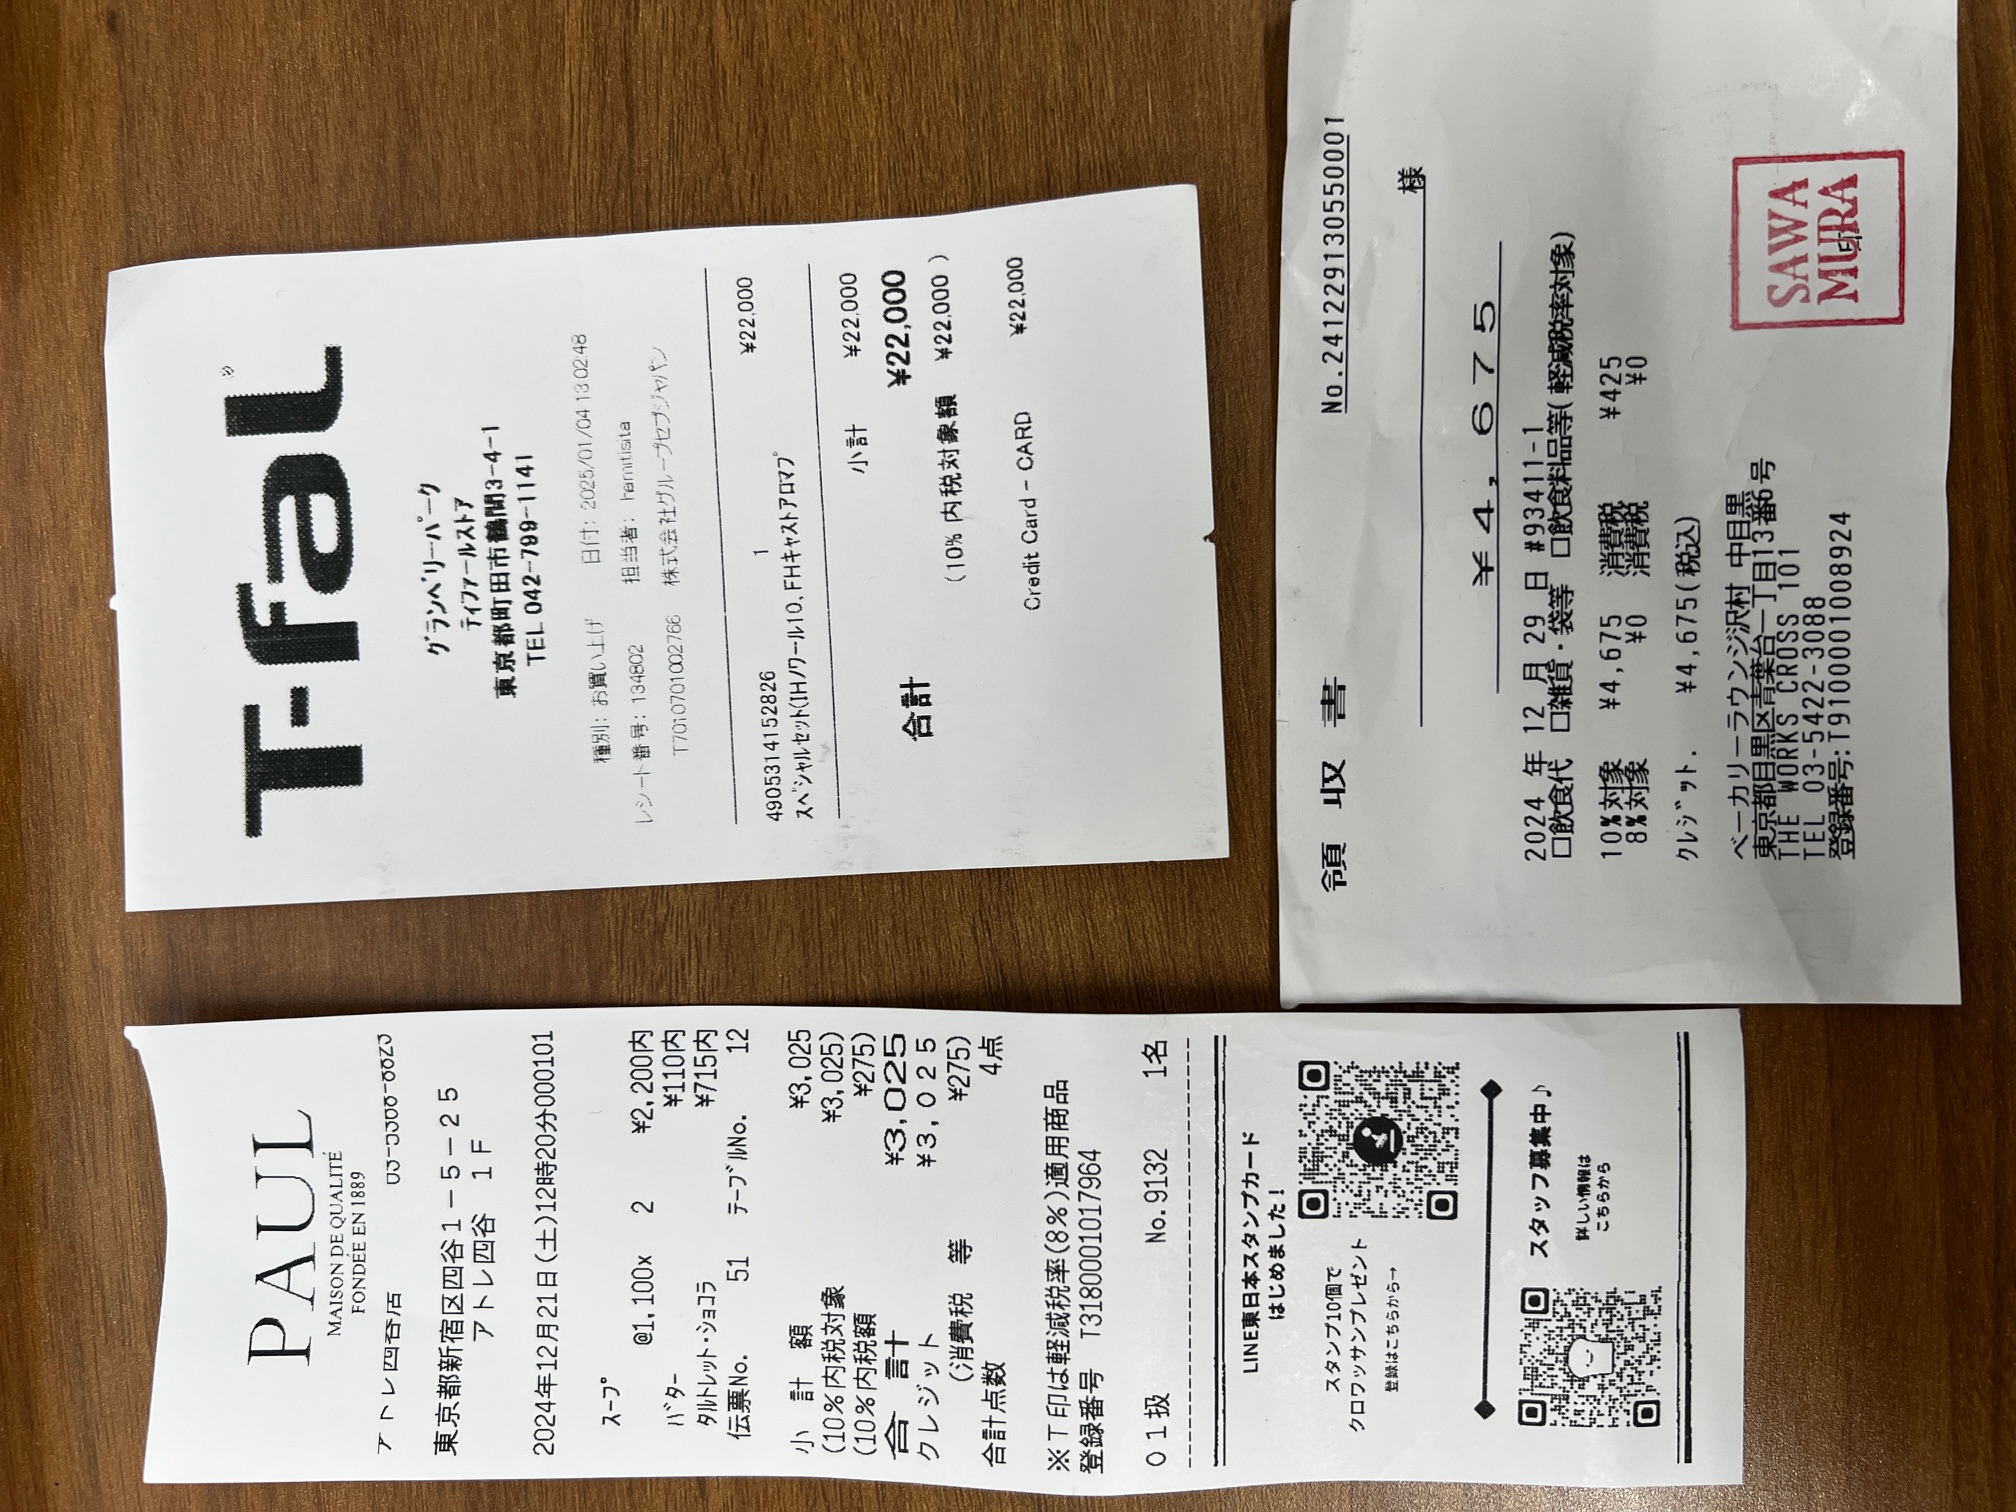 PAUL
MAISON DE QUALITÉ
FONDÉE EN 1889
アトレ四谷店 03-5368-8823
東京都新宿区四谷1-5-25
アトレ四谷 1F
2024年12月21日(土)12時20分000101
ｽｰﾌﾟ
@1,100x 2 ¥2,200内
ﾊﾞﾀｰ ¥110内
ﾀﾙﾄﾚｯﾄ･ｼｮｺﾗ ¥715内
伝票No. 51 ﾃｰﾌﾞﾙNo. 12
小 計 額 ¥3,025
(10%内税対象 ¥3,025)
(10%内税額 ¥275)
合 計 ¥3,025
クレジット ¥3,025
(消費税 等 ¥275)
合計点数 4点
※T印は軽減税率(8%)適用商品
登録番号 T3180001017964
01扱 No.9132 1名
LINE東日本スタンプカード
はじめました!
スタンプ10個で
クロワッサンプレゼント
登録はこちらから→
スタッフ募集中♪
詳しい情報は
こちらから
T-fal®
ｸﾞﾗﾝﾍﾞﾘｰﾊﾟｰｸ
ﾃｨﾌｧｰﾙｽﾄｱ
東京都町田市鶴間3-4-1
TEL 042-799-1141
種別: お買い上げ 日付: 2025/01/04 13:02:48
レシート番号: 134802 担当者: hamitisita
T7010701002766 株式会社グループセブジャパン
4905314152826 1 ¥22,000
ｽﾍﾟｼｬﾙｾｯﾄ(IHﾉﾜｰﾙ10､FHｷｬｽﾄｱﾛﾏﾌﾟ
小計 ¥22,000
合計 ¥22,000
(10% 内税対象額 ¥22,000 )
Credit Card - CARD ¥22,000
領 収 書 No.241229130550001
様
¥4,675
2024 年 12 月 29 日 #93411-1
□飲食代 □雑貨・袋等 □飲食料品等(軽減税率対象)
10%対象 ¥4,675 消費税 ¥425
8%対象 ¥0 消費税 ¥0
ｸﾚｼﾞｯﾄ. ¥4,675(税込)
ベーカリーラウンジ沢村 中目黒
東京都目黒区青葉台一丁目13番6号
THE WORKS CROSS 101
TEL 03-5422-3088
登録番号:T9100001008924
SAWA
MURA
印